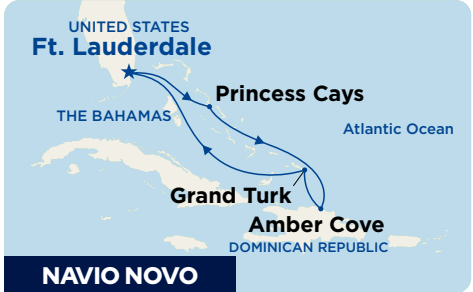 UNITED STATES
Ft. Lauderdale
Princess Cays
THE BAHAMAS
Atlantic Ocean
Grand Turk
Amber Cove
DOMINICAN REPUBLIC
NAVIO NOVO